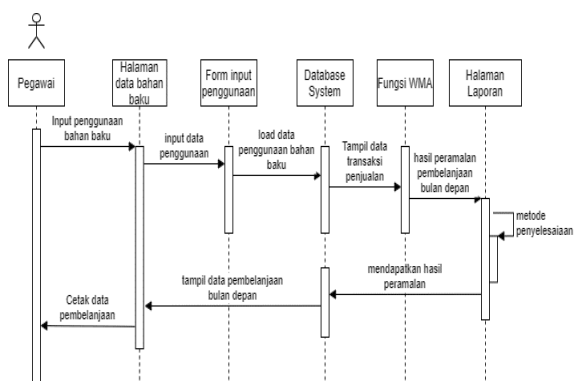 Pegawai
Halaman
data bahan
baku
Form input
penggunaan
Database
System
Fungsi WMA
Halaman
Laporan
Input penggunaan
bahan baku
input data
penggunaan
load data
penggunaan bahan
baku
Tampil data
transaksi
penjualan
hasil peramalan
pembelanjaan
bulan depan
metode
penyelesaiaan
mendapatkan hasil
peramalan
tampil data pembelanjaan
bulan depan
Cetak data
pembelanjaan